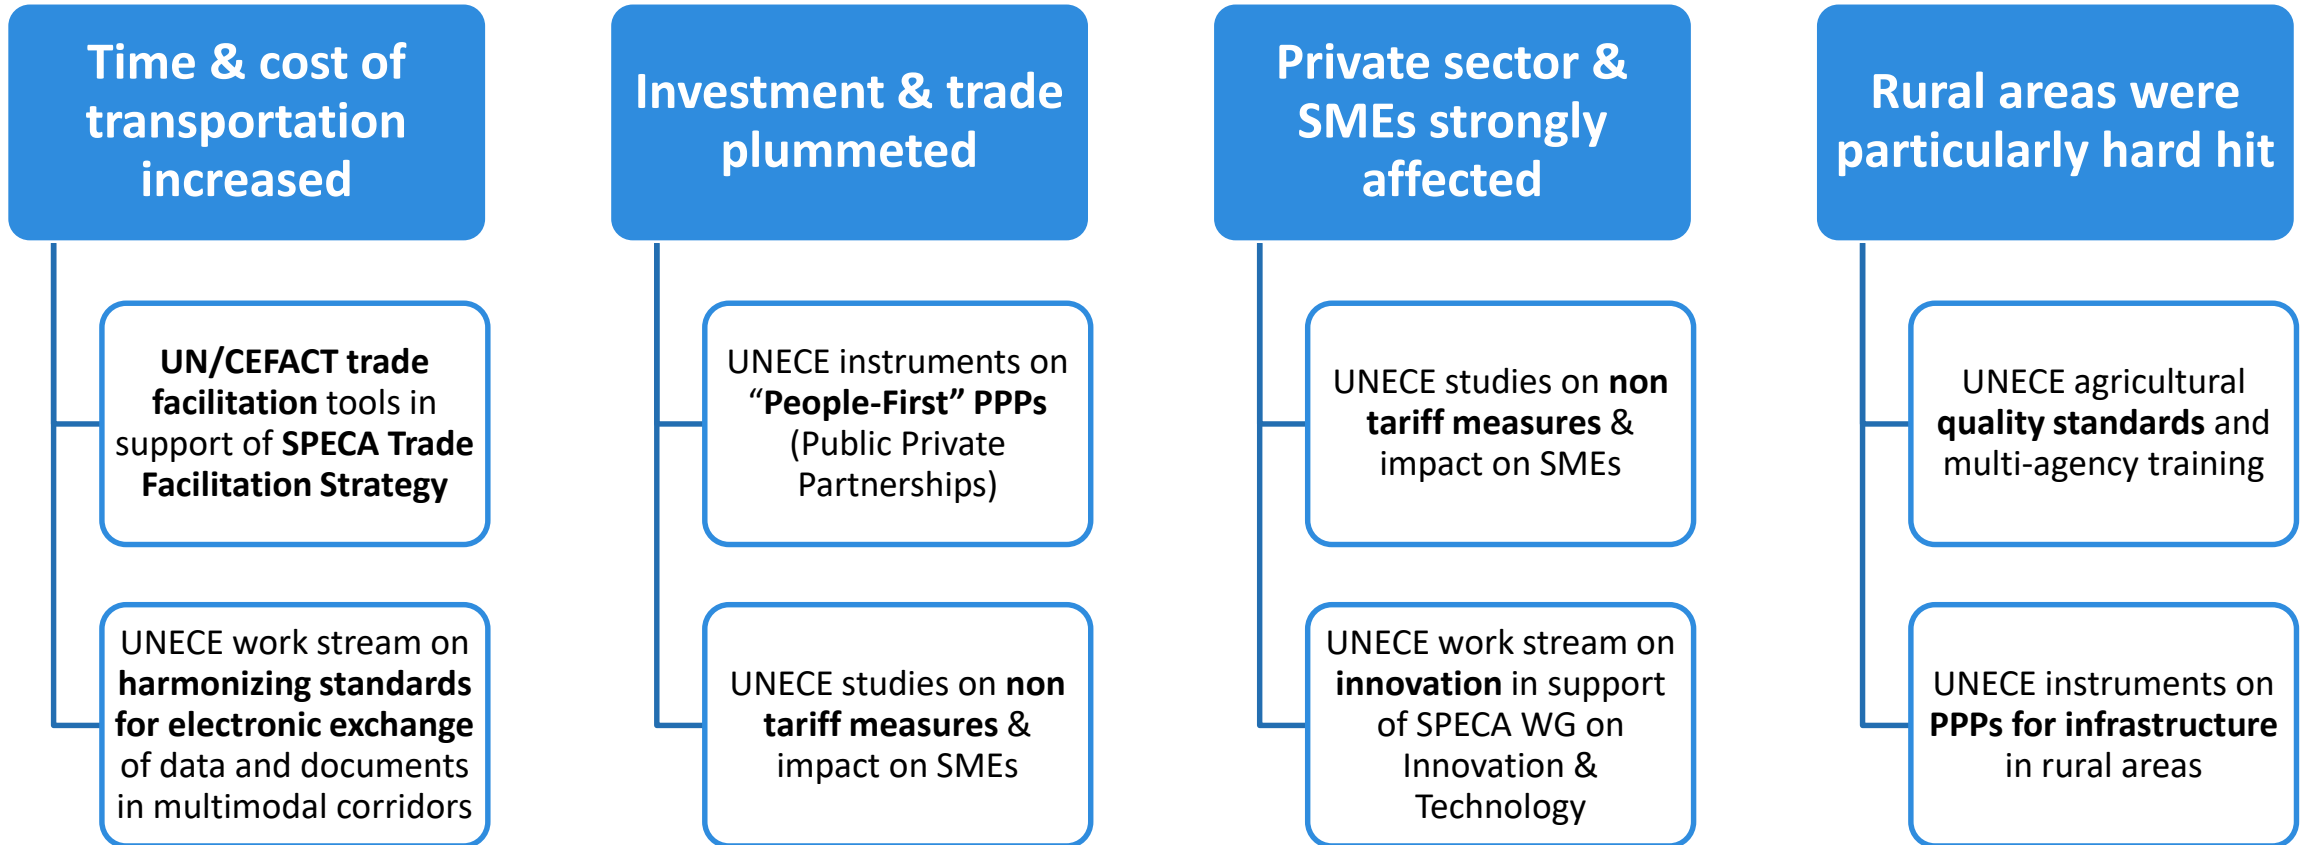 Time & cost of
transportation
increased
UN/CEFACT trade
facilitation tools in
support of SPECA Trade
Facilitation Strategy
UNECE work stream on
harmonizing standards
for electronic exchange
of data and documents
in multimodal corridors
Investment & trade
plummeted
UNECE instruments on
“People-First” PPPs
(Public Private
Partnerships)
UNECE studies on non
tariff measures &
impact on SMEs
Private sector &
SMEs strongly
affected
UNECE studies on non
tariff measures &
impact on SMEs
UNECE work stream on
innovation in support
of SPECA WG on
Innovation &
Technology
Rural areas were
particularly hard hit
UNECE agricultural
quality standards and
multi-agency training
UNECE instruments on
PPPs for infrastructure
in rural areas